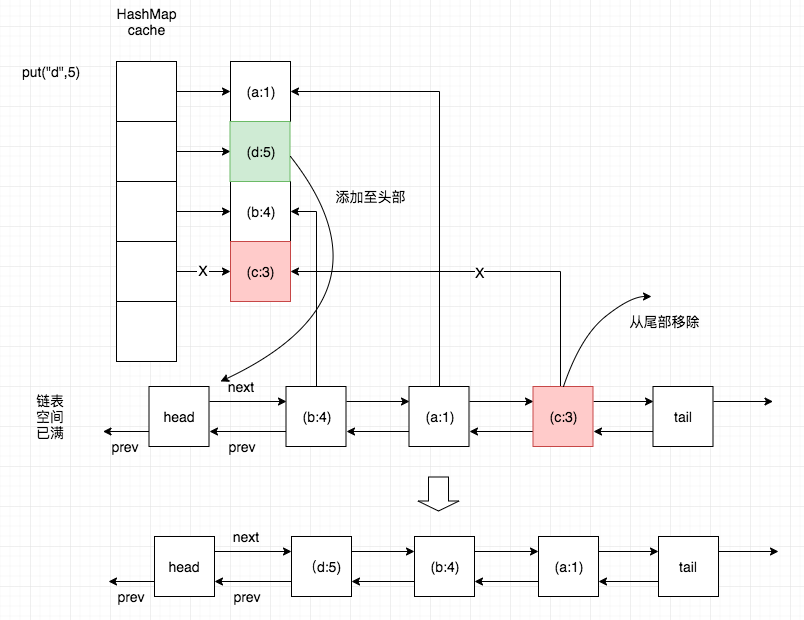 HashMap
cache
put("d",5)
(a:1)
(d:5)
添加至头部
(b:4)
X
(c:3)
X
从尾部移除
链表
空间
已满
next
head
(b:4)
(a:1)
(c:3)
tail
prev
prev
next
head
(d:5)
(b:4)
(a:1)
tail
prev
prev